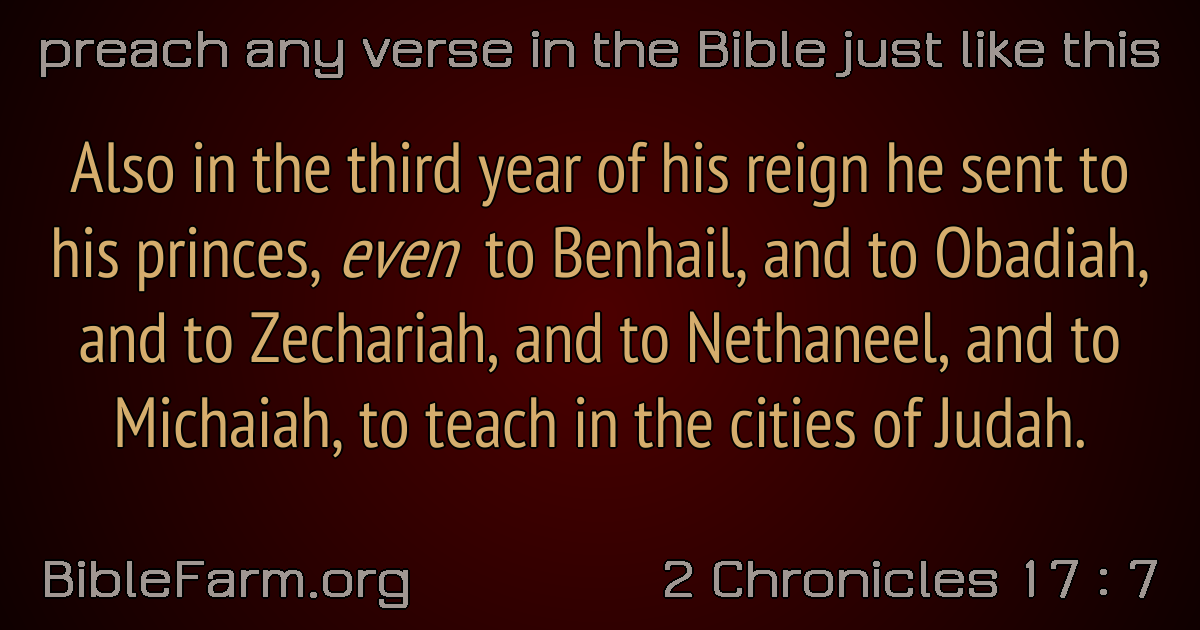 preach any verse in the Bible just like this
Also in the third year of his reign he sent to
his princes, even to Benhail, and to Obadiah,
and to Zechariah, and to Nethaneel, and to
Michaiah, to teach in the cities of Judah.
BibleFarm.org
2 Chronicles 17 : 7